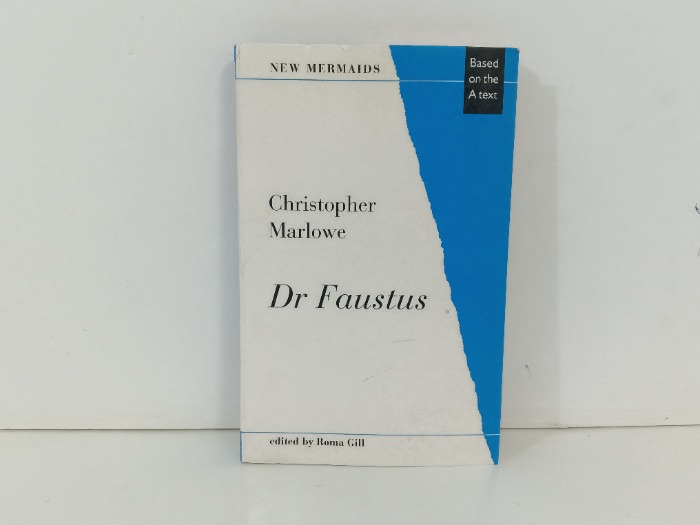 NEW MERMAIDS
Based
on the
A text
Christopher
Marlowe
Dr Faustus
edited by Roma Gill